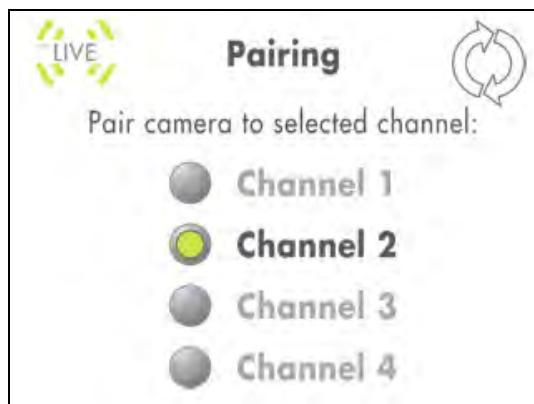 LIVE
Pairing
Pair camera to selected channel:
Channel 1
Channel 2
Channel 3
Channel 4